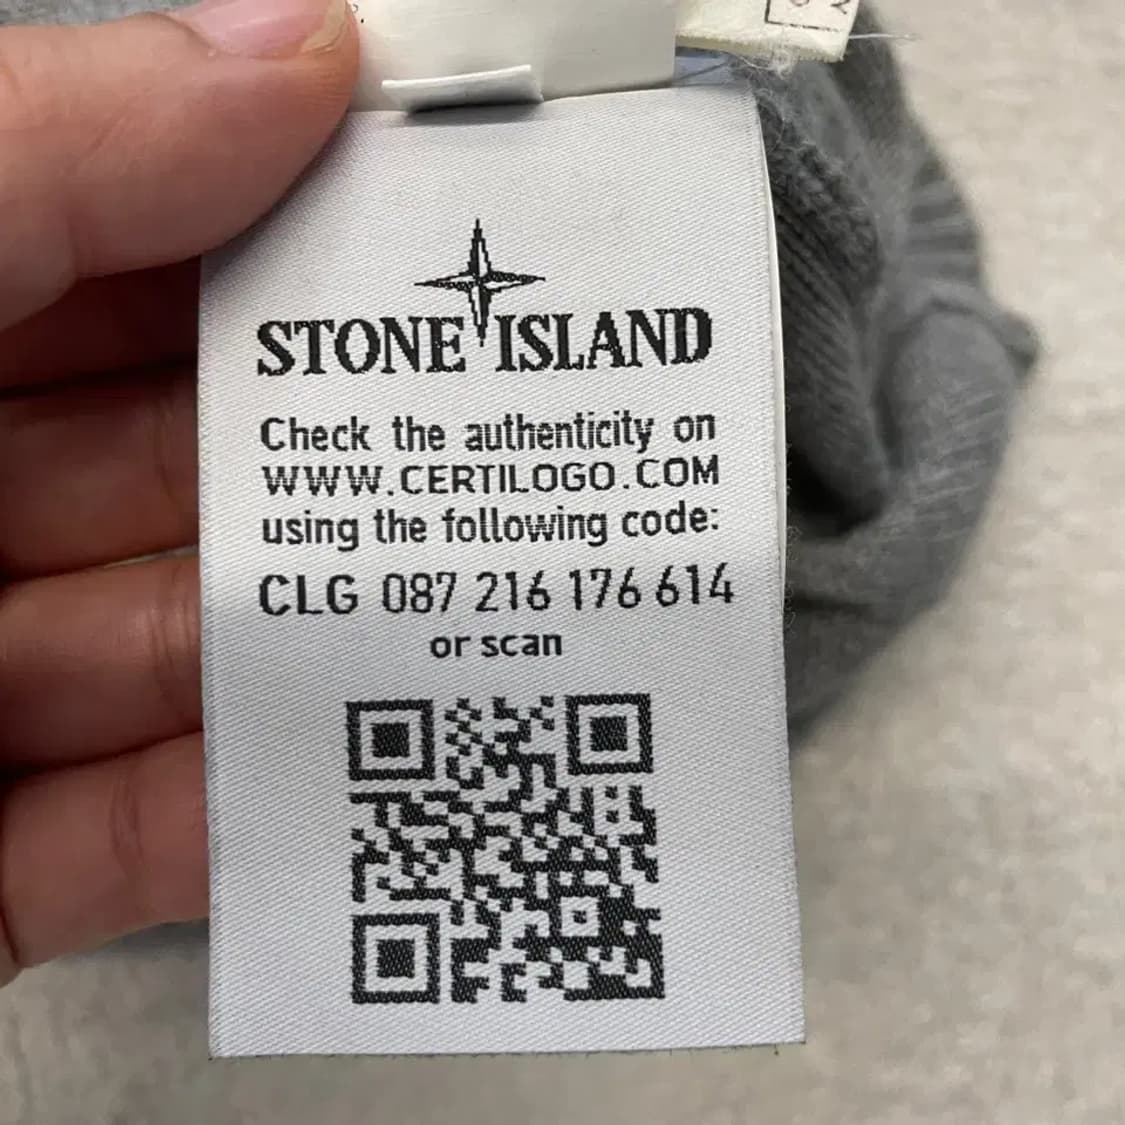 STONE ISLAND
Check the authenticity on
WWW.CERTILOGO.COM
using the following code:
CLG 087 216 176 614
or scan